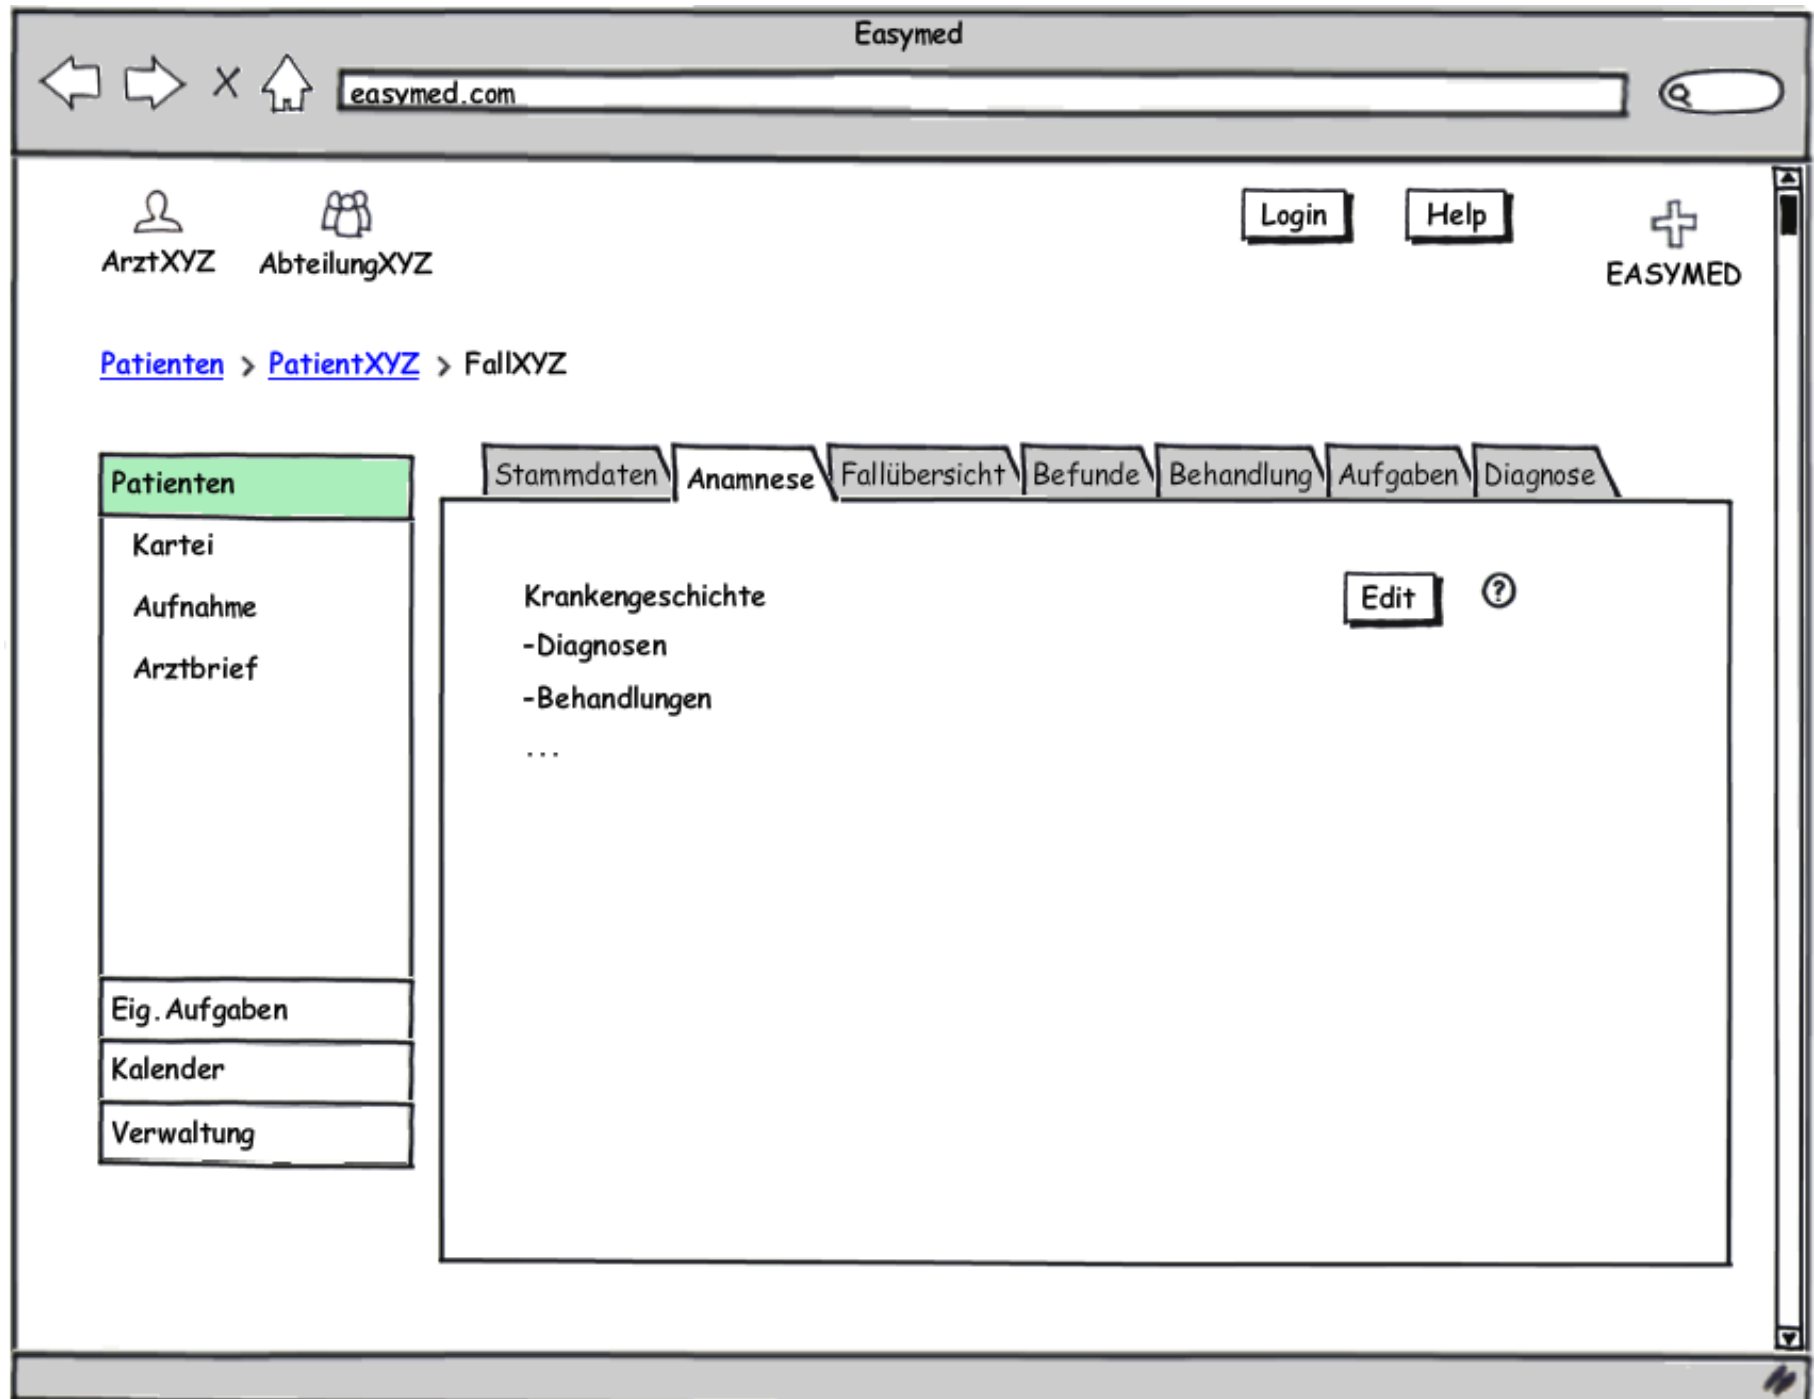 Easymed
easymed.com
Login Help
ArztXYZ AbteilungXYZ EASYMED
Patienten > PatientXYZ > FallXYZ
Stammdaten Anamnese Fallübersicht Befunde Behandlung Aufgaben Diagnose
Patienten
Kartei
Aufnahme
Arztbrief
Eig. Aufgaben
Kalender
Verwaltung
Krankengeschichte Edit ?
-Diagnosen
-Behandlungen
...